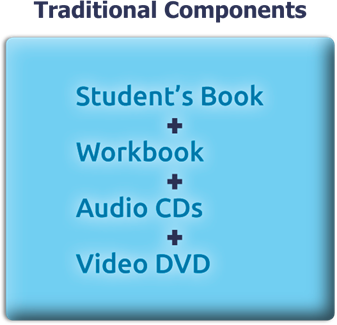 Traditional Components
Student's Book
+
Workbook
+
Audio CDs
+
Video DVD